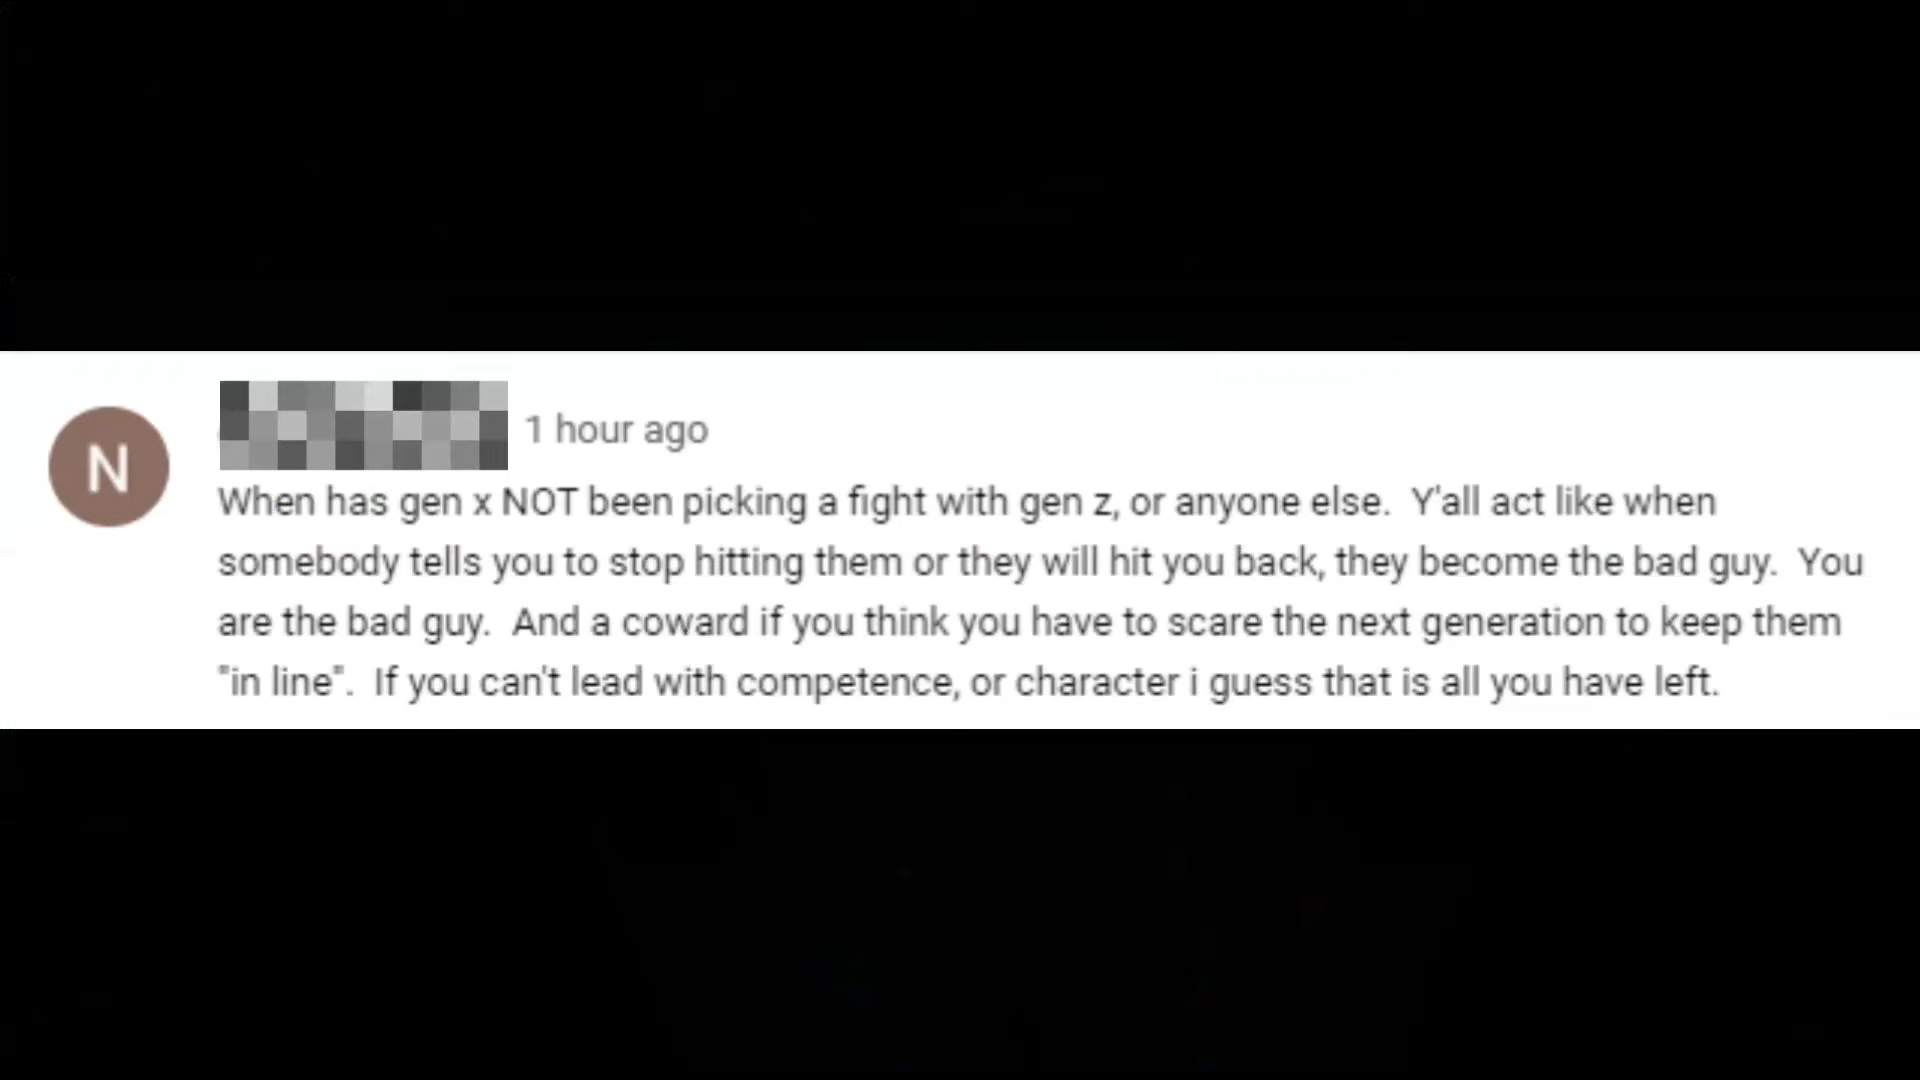 N
1 hour ago
When has gen x NOT been picking a fight with gen z, or anyone else.  Y'all act like when
somebody tells you to stop hitting them or they will hit you back, they become the bad guy.  You
are the bad guy.  And a coward if you think you have to scare the next generation to keep them
"in line".  If you can't lead with competence, or character i guess that is all you have left.